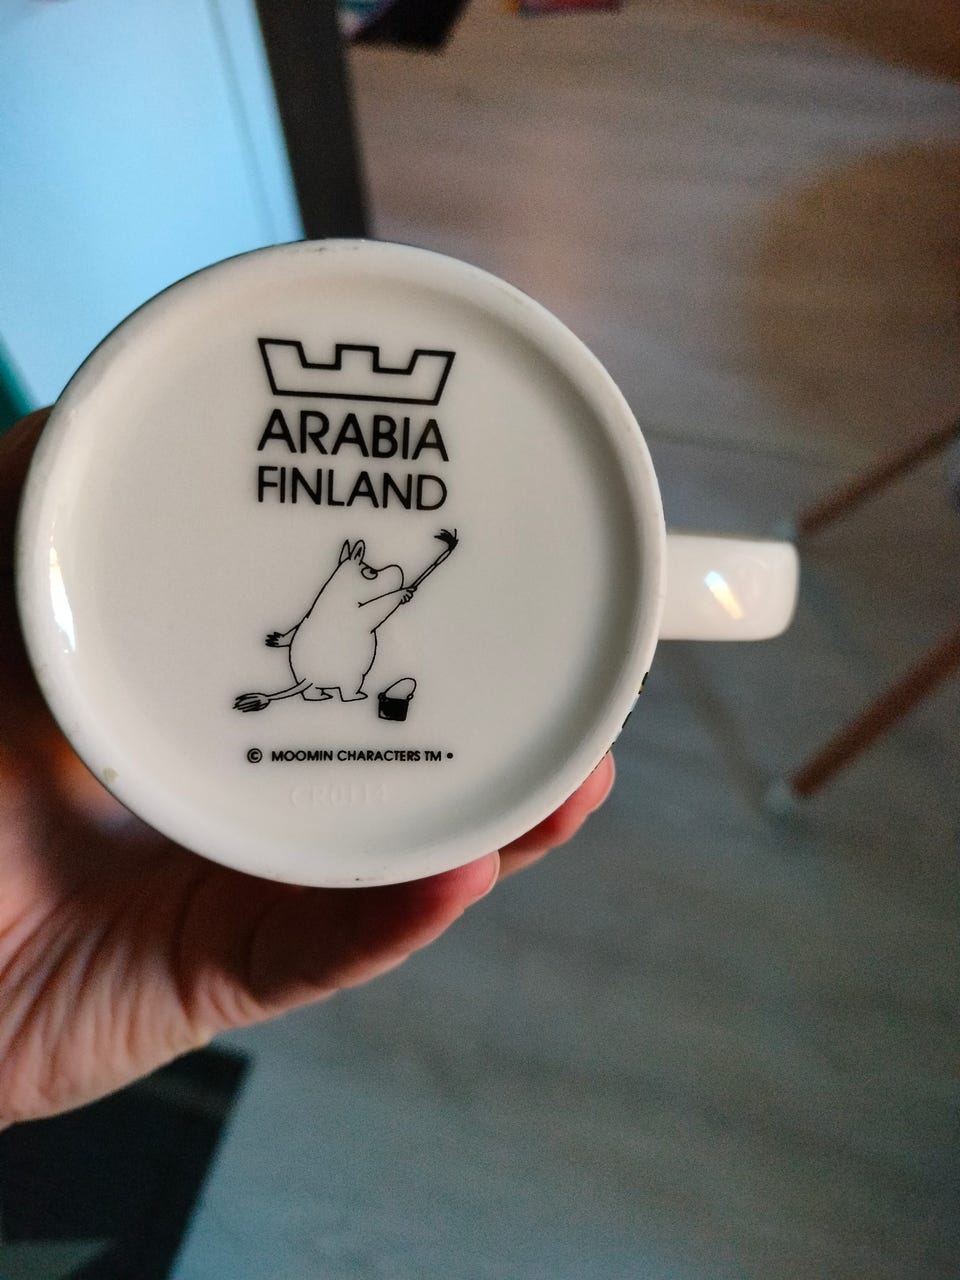 ARABIA
FINLAND
© MOOMIN CHARACTERS TM •